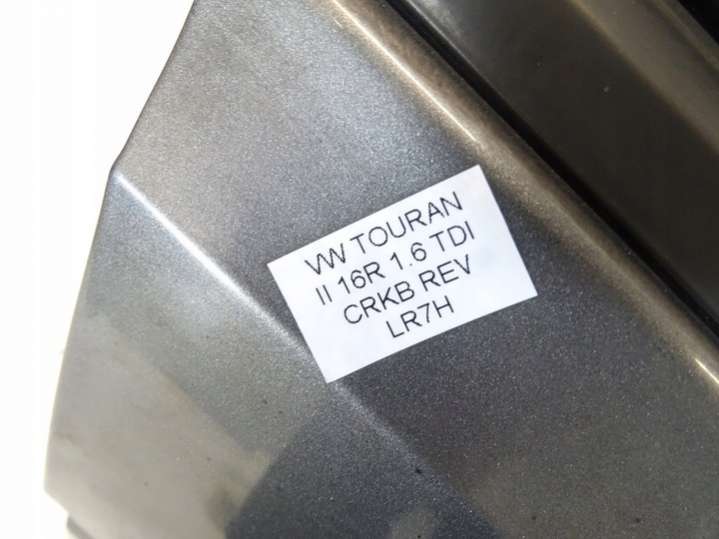 VW TOURAN
II 16R 1.6 TDI
CRKB REV
LR7H